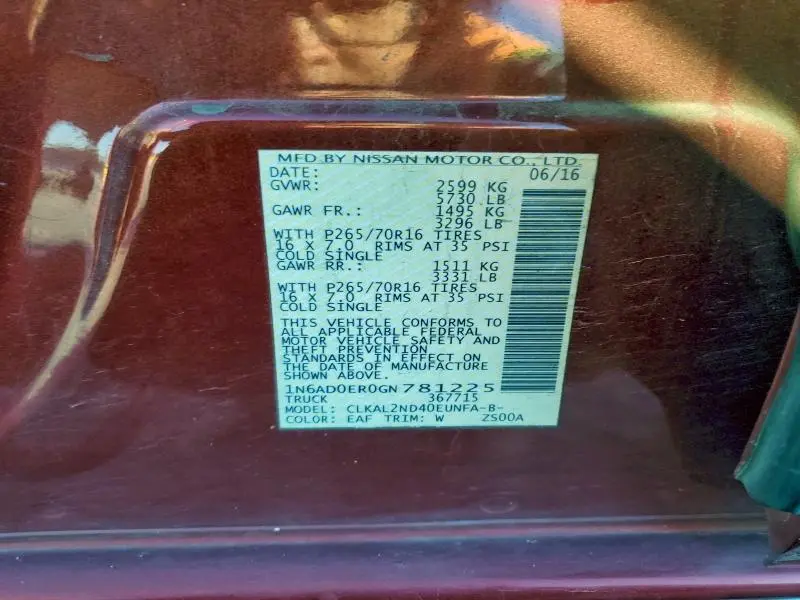 MFD BY NISSAN MOTOR CO., LTD.
DATE: 06/16
GVWR: 2599 KG
5730 LB
GAWR FR.: 1495 KG
3296 LB
WITH P265/70R16 TIRES
16 X 7.0 RIMS AT 35 PSI
COLD SINGLE
GAWR RR.: 1511 KG
3331 LB
WITH P265/70R16 TIRES
16 X 7.0 RIMS AT 35 PSI
COLD SINGLE
THIS VEHICLE CONFORMS TO
ALL APPLICABLE FEDERAL
MOTOR VEHICLE SAFETY AND
THEFT PREVENTION
STANDARDS IN EFFECT ON
THE DATE OF MANUFACTURE
SHOWN ABOVE.
1N6AD0ER0GN781225
TRUCK 367715
MODEL: CLKAL2ND40EUNFA-B-
COLOR: EAF TRIM: W ZS00A